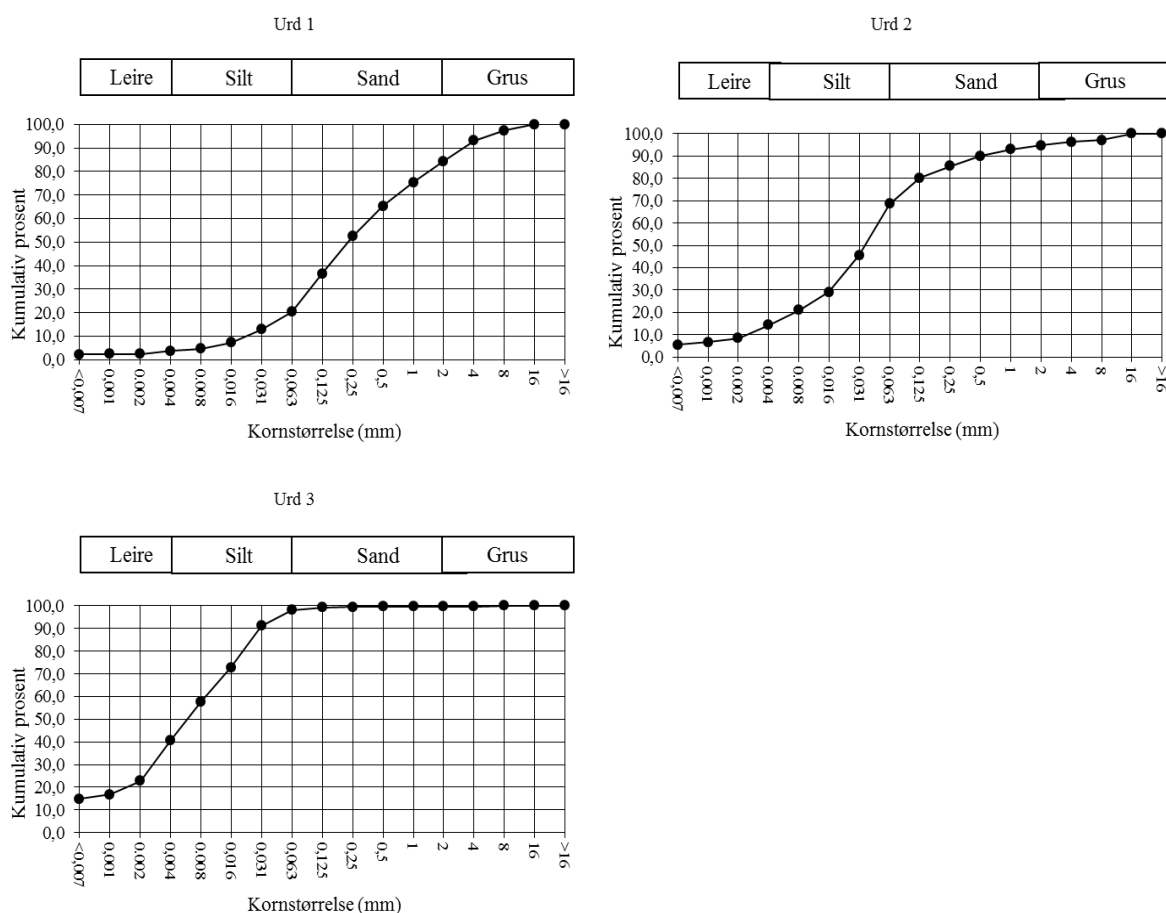 Urd 1
Leire Silt Sand Grus
100,0
90,0
80,0
70,0
60,0
50,0
40,0
30,0
20,0
10,0
0,0
Kumulativ prosent
<0,007 0,001 0.002 0,004 0.008 0,016 0,031 0,063 0,125 0,25 0,5 1 2 4 8 16 >16
Kornstørrelse (mm)
Urd 2
Leire Silt Sand Grus
100,0
90,0
80,0
70,0
60,0
50,0
40,0
30,0
20,0
10,0
0,0
Kumulativ prosent
<0,007 0,001 0.002 0,004 0,008 0,016 0,031 0,063 0,125 0,25 0,5 1 2 4 8 16 >16
Kornstørrelse (mm)
Urd 3
Leire Silt Sand Grus
100,0
90,0
80,0
70,0
60,0
50,0
40,0
30,0
20,0
10,0
0,0
Kumulativ prosent
<0,007 0,001 0.002 0,004 0.008 0,016 0,031 0,063 0,125 0,25 0,5 1 2 4 8 16 >16
Kornstørrelse (mm)